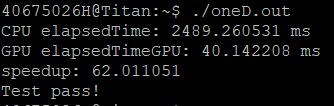 40675026H@Titan:~$ ./oneD.out
CPU elapsedTime: 2489.260531 ms
GPU elapsedTimeGPU: 40.142208 ms
speedup: 62.011051
Test pass!